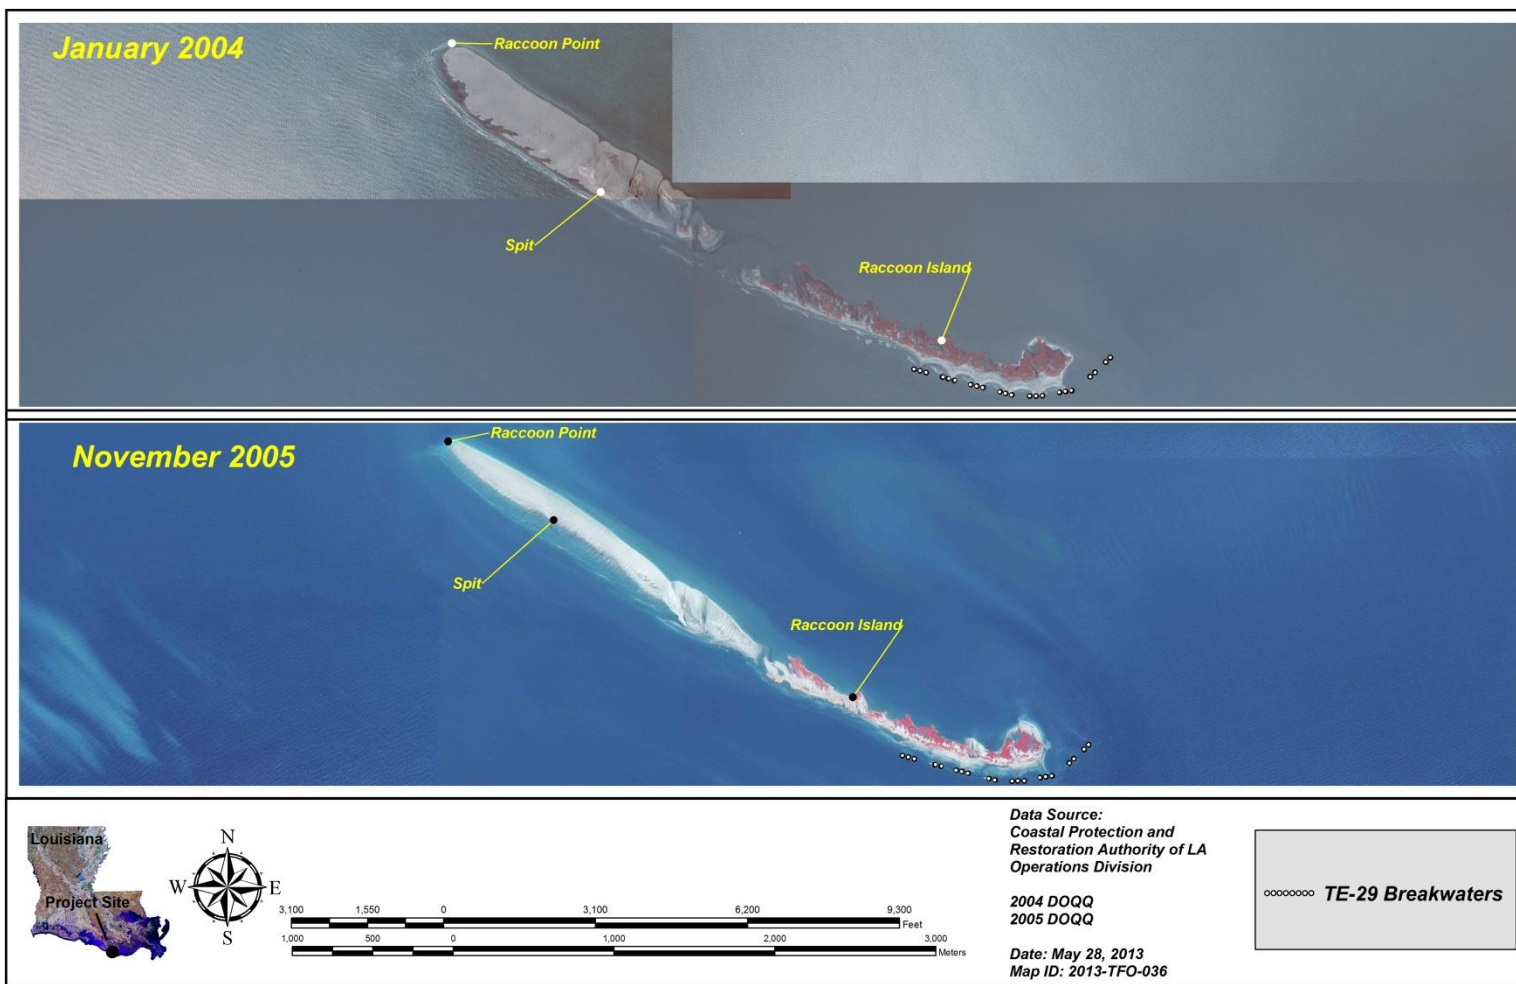 January 2004
Raccoon Point
Spit
Raccoon Island
November 2005
Raccoon Point
Spit
Raccoon Island
Louisiana
Project Site
N
W
E
S
3,100 1,550 0 3,100 6,200 9,300
Feet
1,000 500 0 1,000 2,000 3,000
Meters
Data Source:
Coastal Protection and
Restoration Authority of LA
Operations Division
2004 DOQQ
2005 DOQQ
Date: May 28, 2013
Map ID: 2013-TFO-036
TE-29 Breakwaters